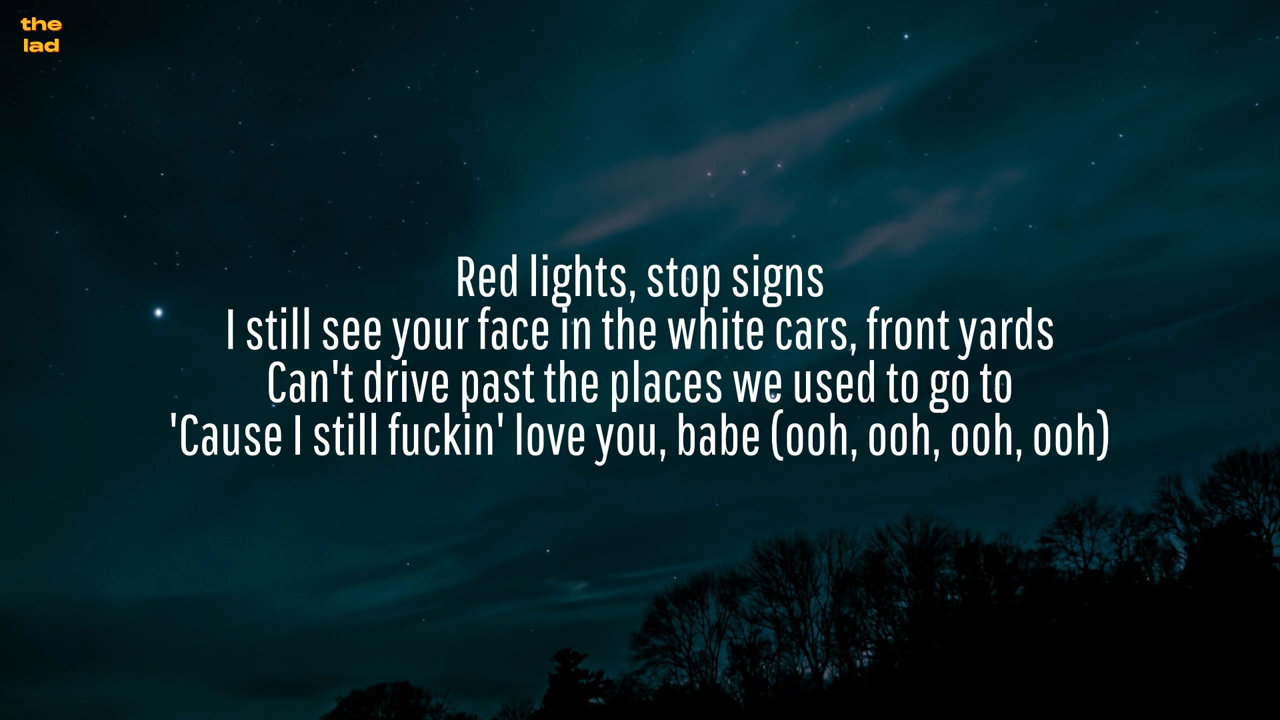 the
lad
Red lights, stop signs
I still see your face in the white cars, front yards
Can't drive past the places we used to go to
'Cause I still fuckin' love you, babe (ooh, ooh, ooh, ooh)